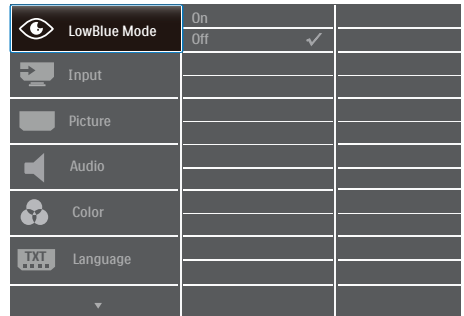 LowBlue Mode
On
Off
Input
Picture
Audio
Color
TXT
Language